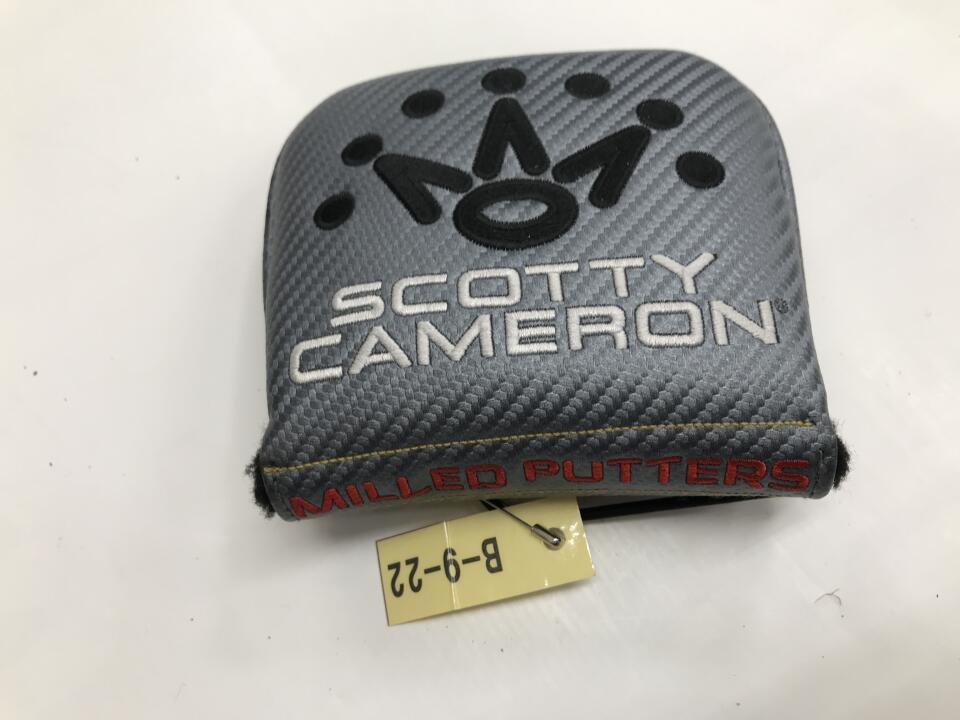 SCOTTY
CAMERON®
MILLED PUTTERS
B-9-22